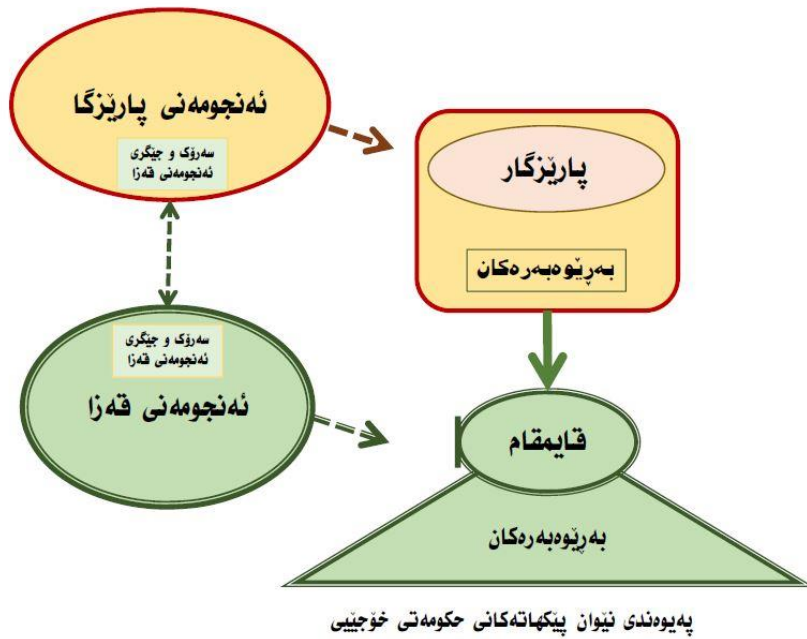 ئەنجومەنی پارێزگا
سەرۆک و جێگری
ئەنجومەنی قەزا
پارێزگار
بەڕێوەبەرەکان
سەرۆک و جێگری
ئەنجومەنی قەزا
ئەنجومەنی قەزا
قایمقام
بەڕێوەبەرەکان
پەیوەندی نێوان پێکهاتەکانی حکومەتی خۆجێیی